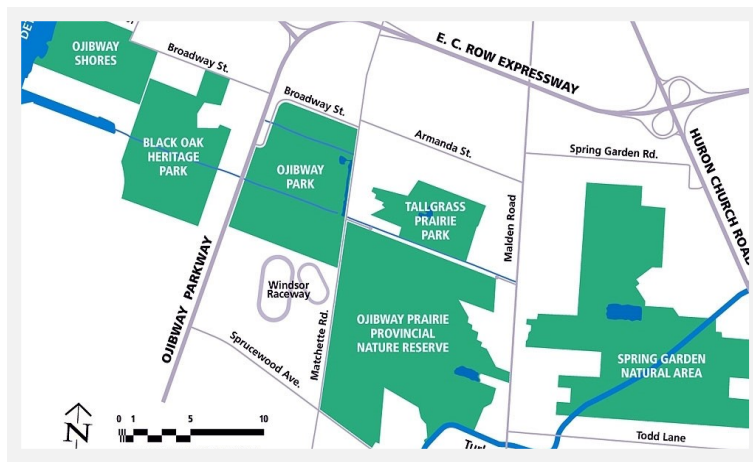 DE
OJIBWAY
SHORES
Broadway St.
E. C. ROW EXPRESSWAY
Broadway St.
BLACK OAK
HERITAGE
PARK
Armanda St.
Spring Garden Rd.
HURON CHURCH ROAD
OJIBWAY
PARK
TALLGRASS
PRAIRIE
PARK
Malden Road
OJIBWAY PARKWAY
Windsor
Raceway
Matchette Rd.
OJIBWAY PRAIRIE
PROVINCIAL
NATURE RESERVE
Sprucewood Ave.
SPRING GARDEN
NATURAL AREA
N
0 1 5 10
Todd Lane